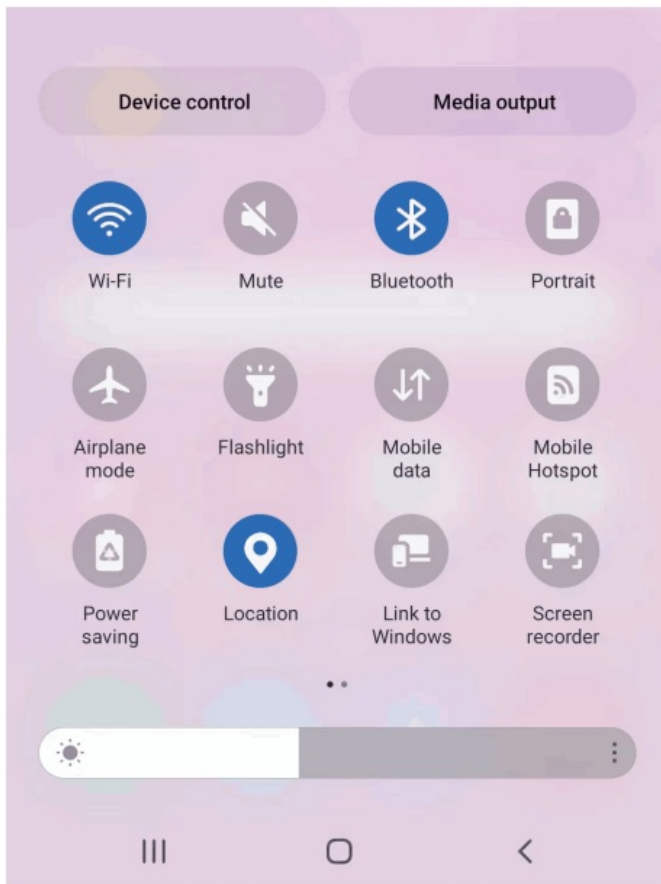 Device control
Media output
Wi-Fi
Mute
Bluetooth
Portrait
Airplane
mode
Flashlight
Mobile
data
Mobile
Hotspot
Power
saving
Location
Link to
Windows
Screen
recorder